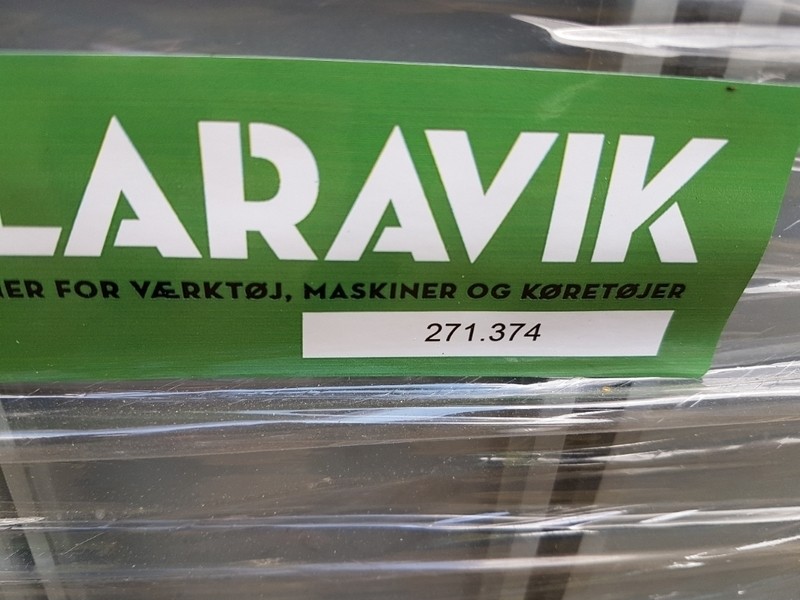 LARAVIK
ER FOR VÆRKTØJ, MASKINER OG KØRETØJER
271.374